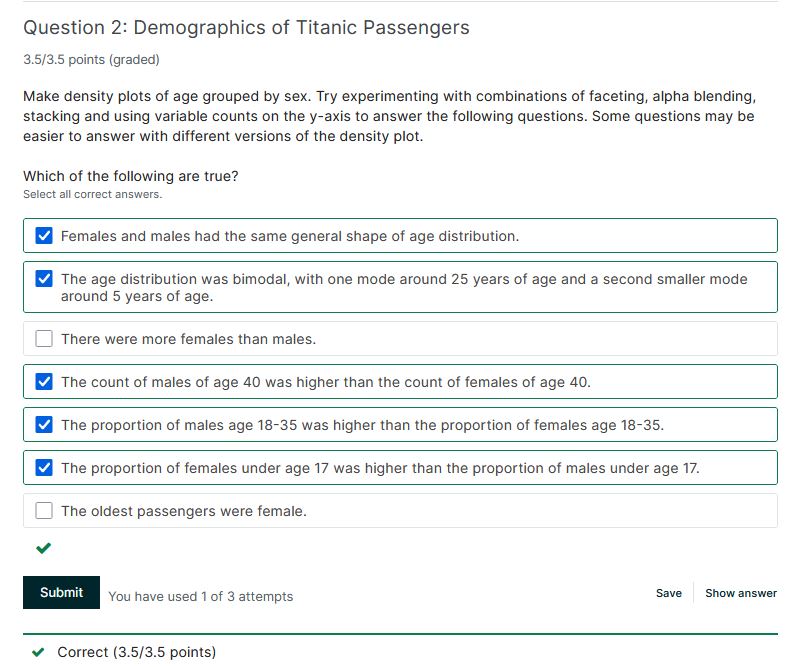 Question 2: Demographics of Titanic Passengers
3.5/3.5 points (graded)
Make density plots of age grouped by sex. Try experimenting with combinations of faceting, alpha blending,
stacking and using variable counts on the y-axis to answer the following questions. Some questions may be
easier to answer with different versions of the density plot.
Which of the following are true?
Select all correct answers.
Females and males had the same general shape of age distribution.
The age distribution was bimodal, with one mode around 25 years of age and a second smaller mode
around 5 years of age.
There were more females than males.
The count of males of age 40 was higher than the count of females of age 40.
The proportion of males age 18-35 was higher than the proportion of females age 18-35.
The proportion of females under age 17 was higher than the proportion of males under age 17.
The oldest passengers were female.
Submit
You have used 1 of 3 attempts
Save
Show answer
Correct (3.5/3.5 points)